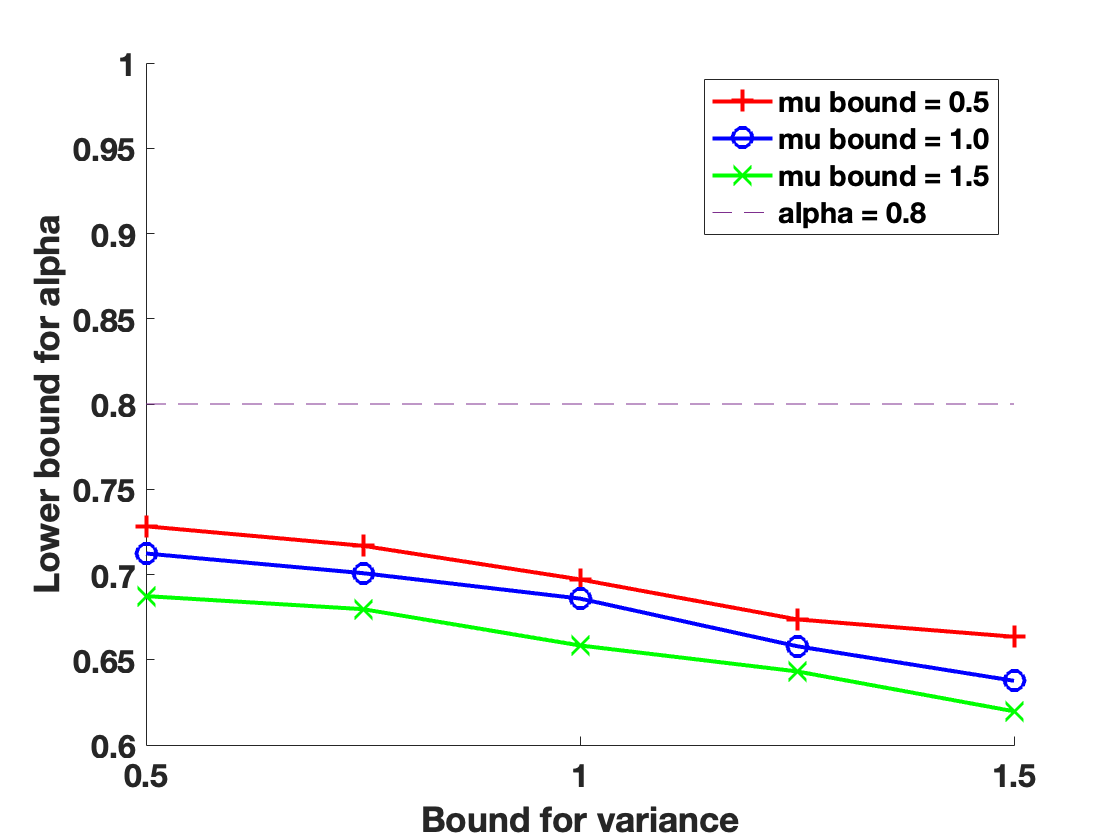 mu bound = 0.5
mu bound = 1.0
mu bound = 1.5
alpha = 0.8
Lower bound for alpha
1
0.95
0.9
0.85
0.8
0.75
0.7
0.65
0.6
0.5
1
1.5
Bound for variance